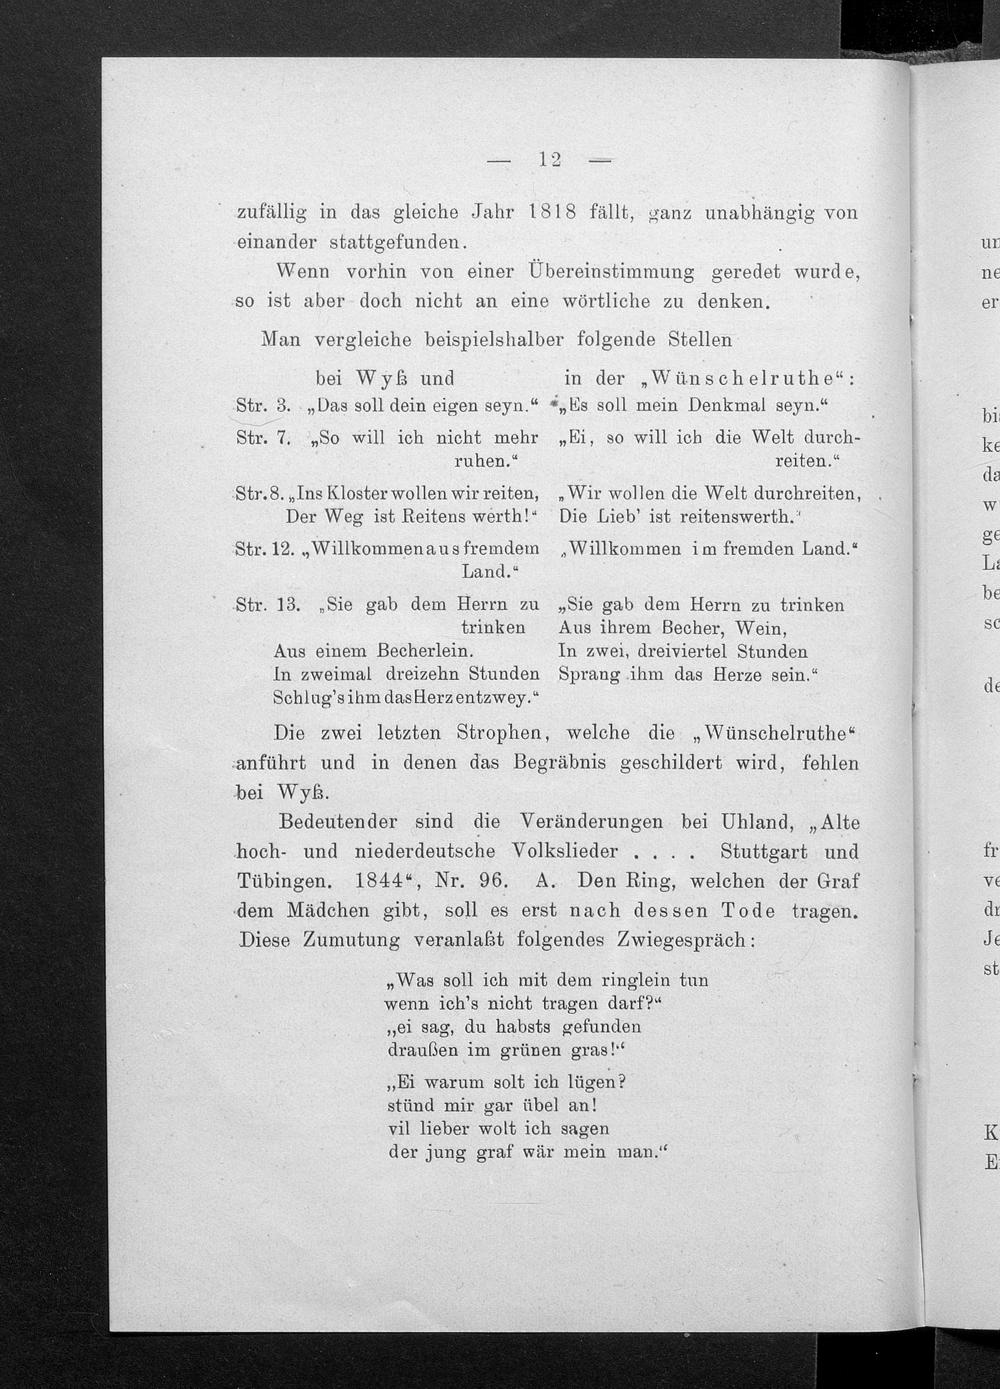 — 12 —
zufällig in das gleiche Jahr 1818 fällt, ganz unabhängig von
einander stattgefunden.
Wenn vorhin von einer Übereinstimmung geredet wurde,
so ist aber doch nicht an eine wörtliche zu denken.
Man vergleiche beispielshalber folgende Stellen
bei Wyß und in der „Wünschelruthe“:
Str. 3. „Das soll dein eigen seyn.“ „Es soll mein Denkmal seyn.“
Str. 7. „So will ich nicht mehr „Ei, so will ich die Welt durch-
ruhen.“ reiten.“
Str. 8. „Ins Kloster wollen wir reiten, „Wir wollen die Welt durchreiten,
Der Weg ist Reitens werth!“ Die Lieb’ ist reitenswerth.“
Str. 12. „Willkommen aus fremdem „Willkommen im fremden Land.“
Land.“
Str. 13. „Sie gab dem Herrn zu „Sie gab dem Herrn zu trinken
trinken Aus ihrem Becher, Wein,
Aus einem Becherlein. In zwei, dreiviertel Stunden
In zweimal dreizehn Stunden Sprang ihm das Herze sein.“
Schlug’s ihm das Herz entzwey.“
Die zwei letzten Strophen, welche die „Wünschelruthe“
anführt und in denen das Begräbnis geschildert wird, fehlen
bei Wyß.
Bedeutender sind die Veränderungen bei Uhland, „Alte
hoch- und niederdeutsche Volkslieder . . . . Stuttgart und
Tübingen. 1844“, Nr. 96. A. Den Ring, welchen der Graf
dem Mädchen gibt, soll es erst nach dessen Tode tragen.
Diese Zumutung veranlaßt folgendes Zwiegespräch:
„Was soll ich mit dem ringlein tun
wenn ich’s nicht tragen darf?“
„ei sag, du habsts gefunden
draußen im grünen gras!“
„Ei warum solt ich lügen?
stünd mir gar übel an!
vil lieber wolt ich sagen
der jung graf wär mein man.“